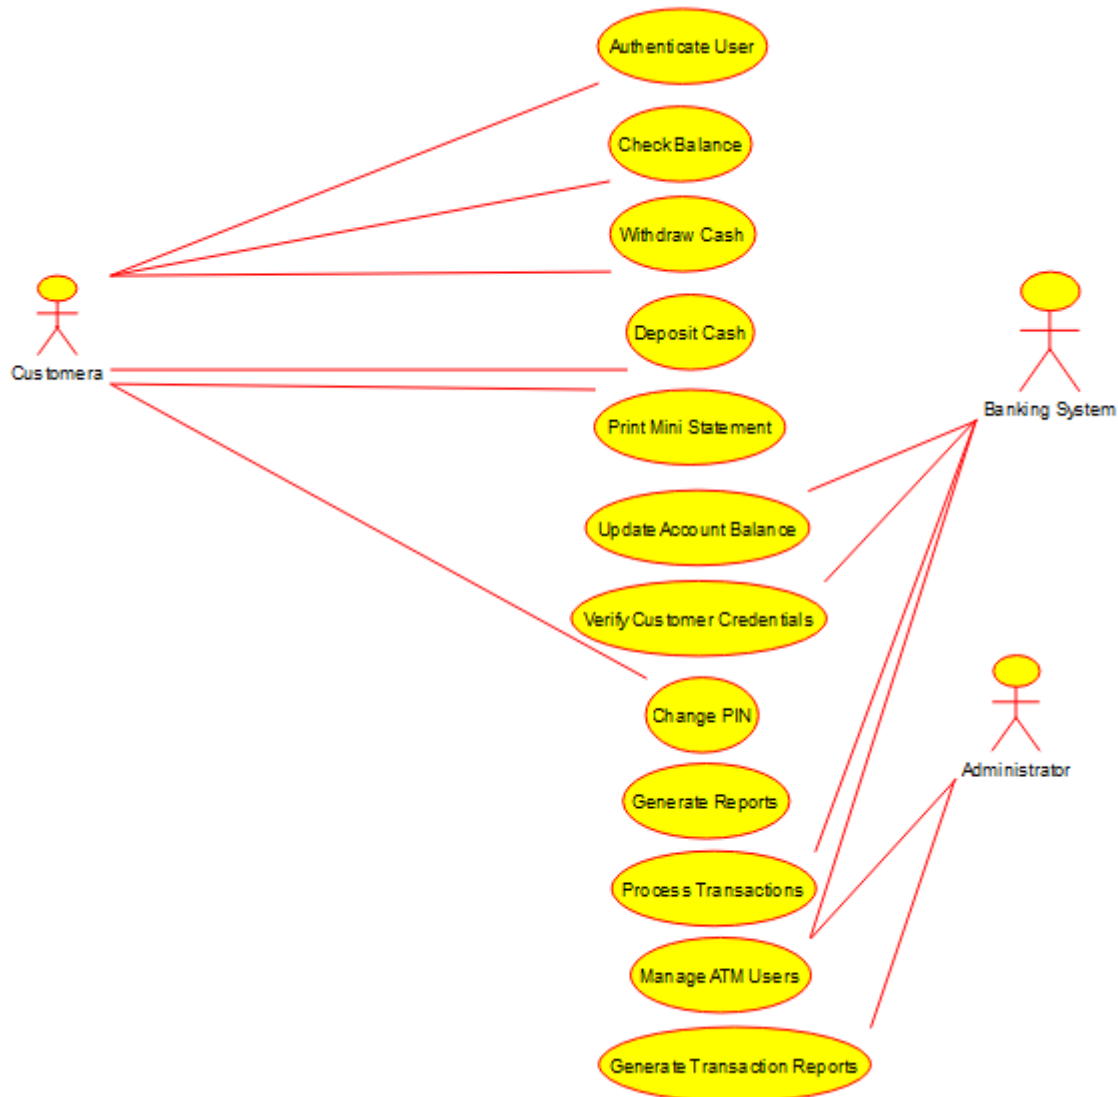 Authenticate User
Check Balance
Withdraw Cash
Deposit Cash
Customera
Print Mini Statement
Banking System
Update Account Balance
Verify Customer Credentials
Change PIN
Administrator
Generate Reports
Process Transactions
Manage ATM Users
Generate Transaction Reports